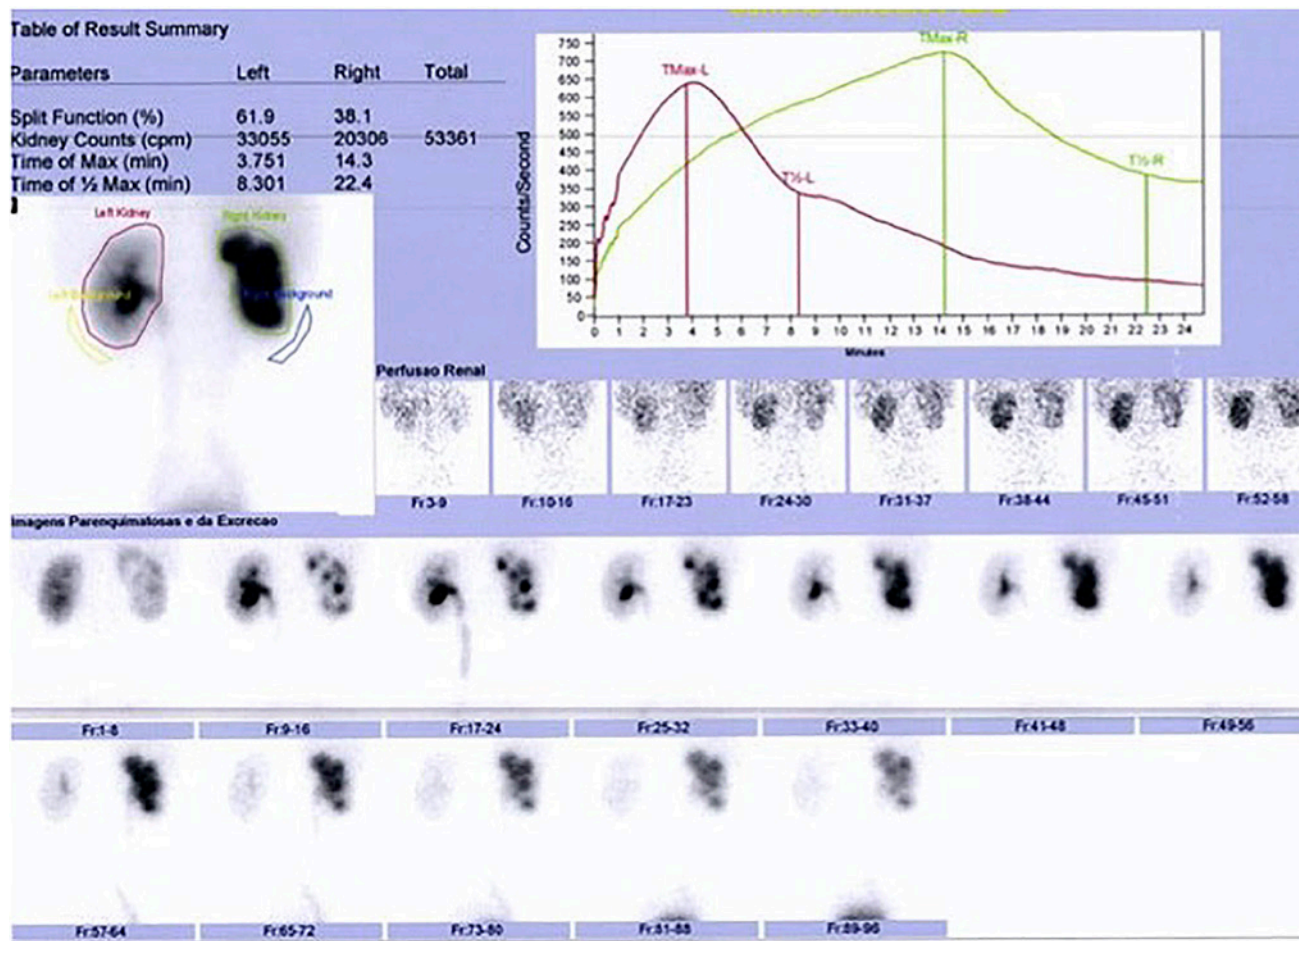 Table of Result Summary
Parameters Left Right Total
Split Function (%) 61.9 38.1
Kidney Counts (cpm) 33055 20306 53361
Time of Max (min) 3.751 14.3
Time of ½ Max (min) 8.301 22.4
Left Kidney Right Kidney
Left Background Right Background
TMax-L
TMax-R
T½-L
T½-R
Counts/Second
750
700
650
600
550
500
450
400
350
300
250
200
150
100
50
0
0 1 2 3 4 5 6 7 8 9 10 11 12 13 14 15 16 17 18 19 20 21 22 23 24
Minutes
Perfusao Renal
Fr:3-9 Fr:10-16 Fr:17-23 Fr:24-30 Fr:31-37 Fr:38-44 Fr:45-51 Fr:52-58
Imagens Parenquimatosas e da Excrecao
Fr:1-8 Fr:9-16 Fr:17-24 Fr:25-32 Fr:33-40 Fr:41-48 Fr:49-56
Fr:57-64 Fr:65-72 Fr:73-80 Fr:81-88 Fr:89-96